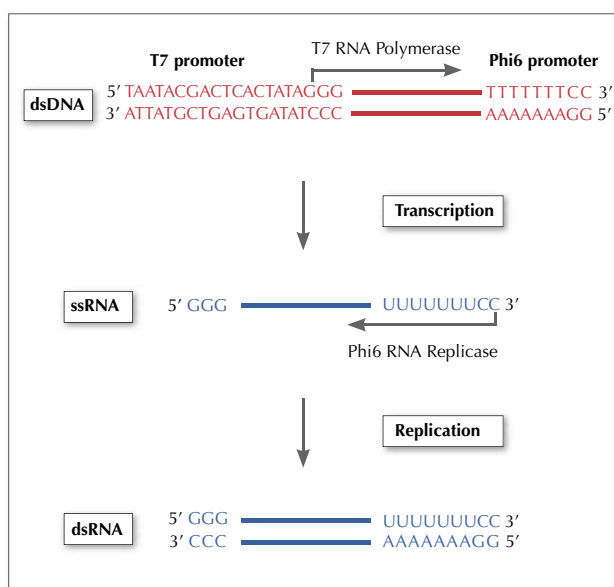 T7 promoter T7 RNA Polymerase Phi6 promoter
dsDNA
5′ TAATACGACTCACTATAGGG TTTTTTTCC 3′
3′ ATTATGCTGAGTGATATCCC AAAAAAAGG 5′
Transcription
ssRNA 5′ GGG UUUUUUUCC 3′
Phi6 RNA Replicase
Replication
dsRNA
5′ GGG UUUUUUUCC 3′
3′ CCC AAAAAAAGG 5′